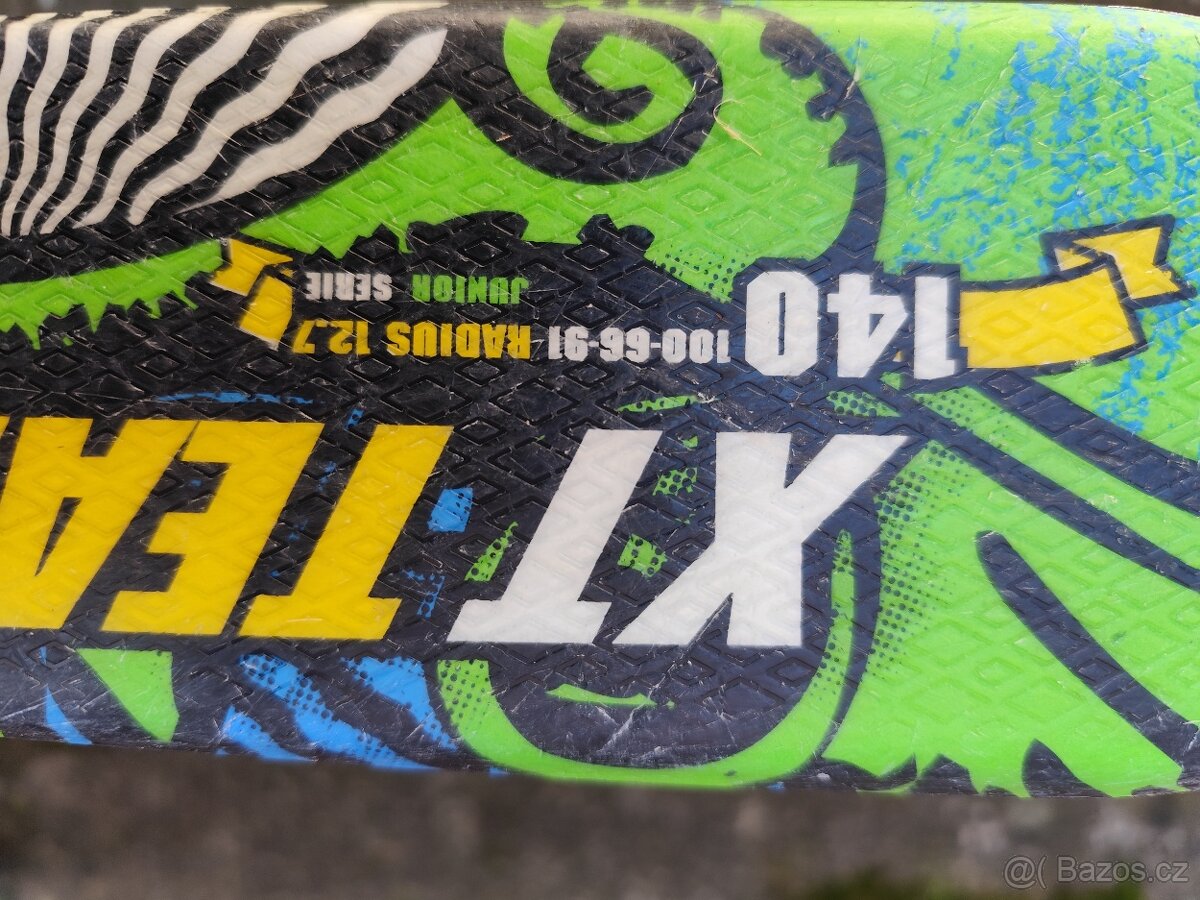 XT TEA
140 100-66-91 RADIUS 12.7
JUNIOR SERIE
@( Bazos.cz